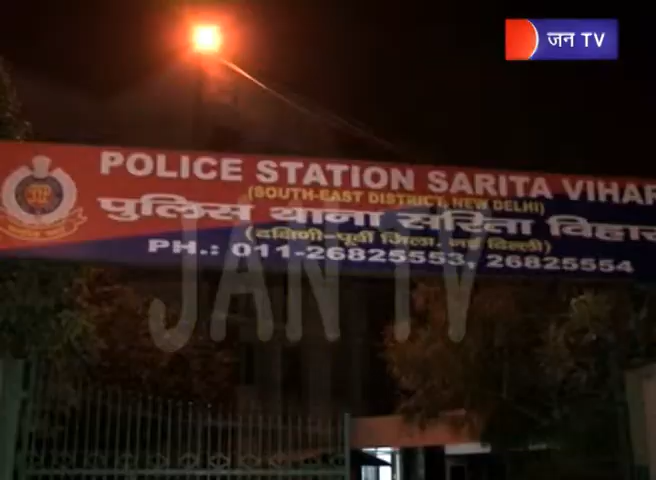 जन TV
POLICE STATION SARITA VIHAR
(SOUTH-EAST DISTRICT, NEW DELHI)
पुलिस थाना सरिता विहार
(दक्षिणी-पूर्वी जिला, नई दिल्ली)
PH.: 011-26825553, 26825554
JAN TV